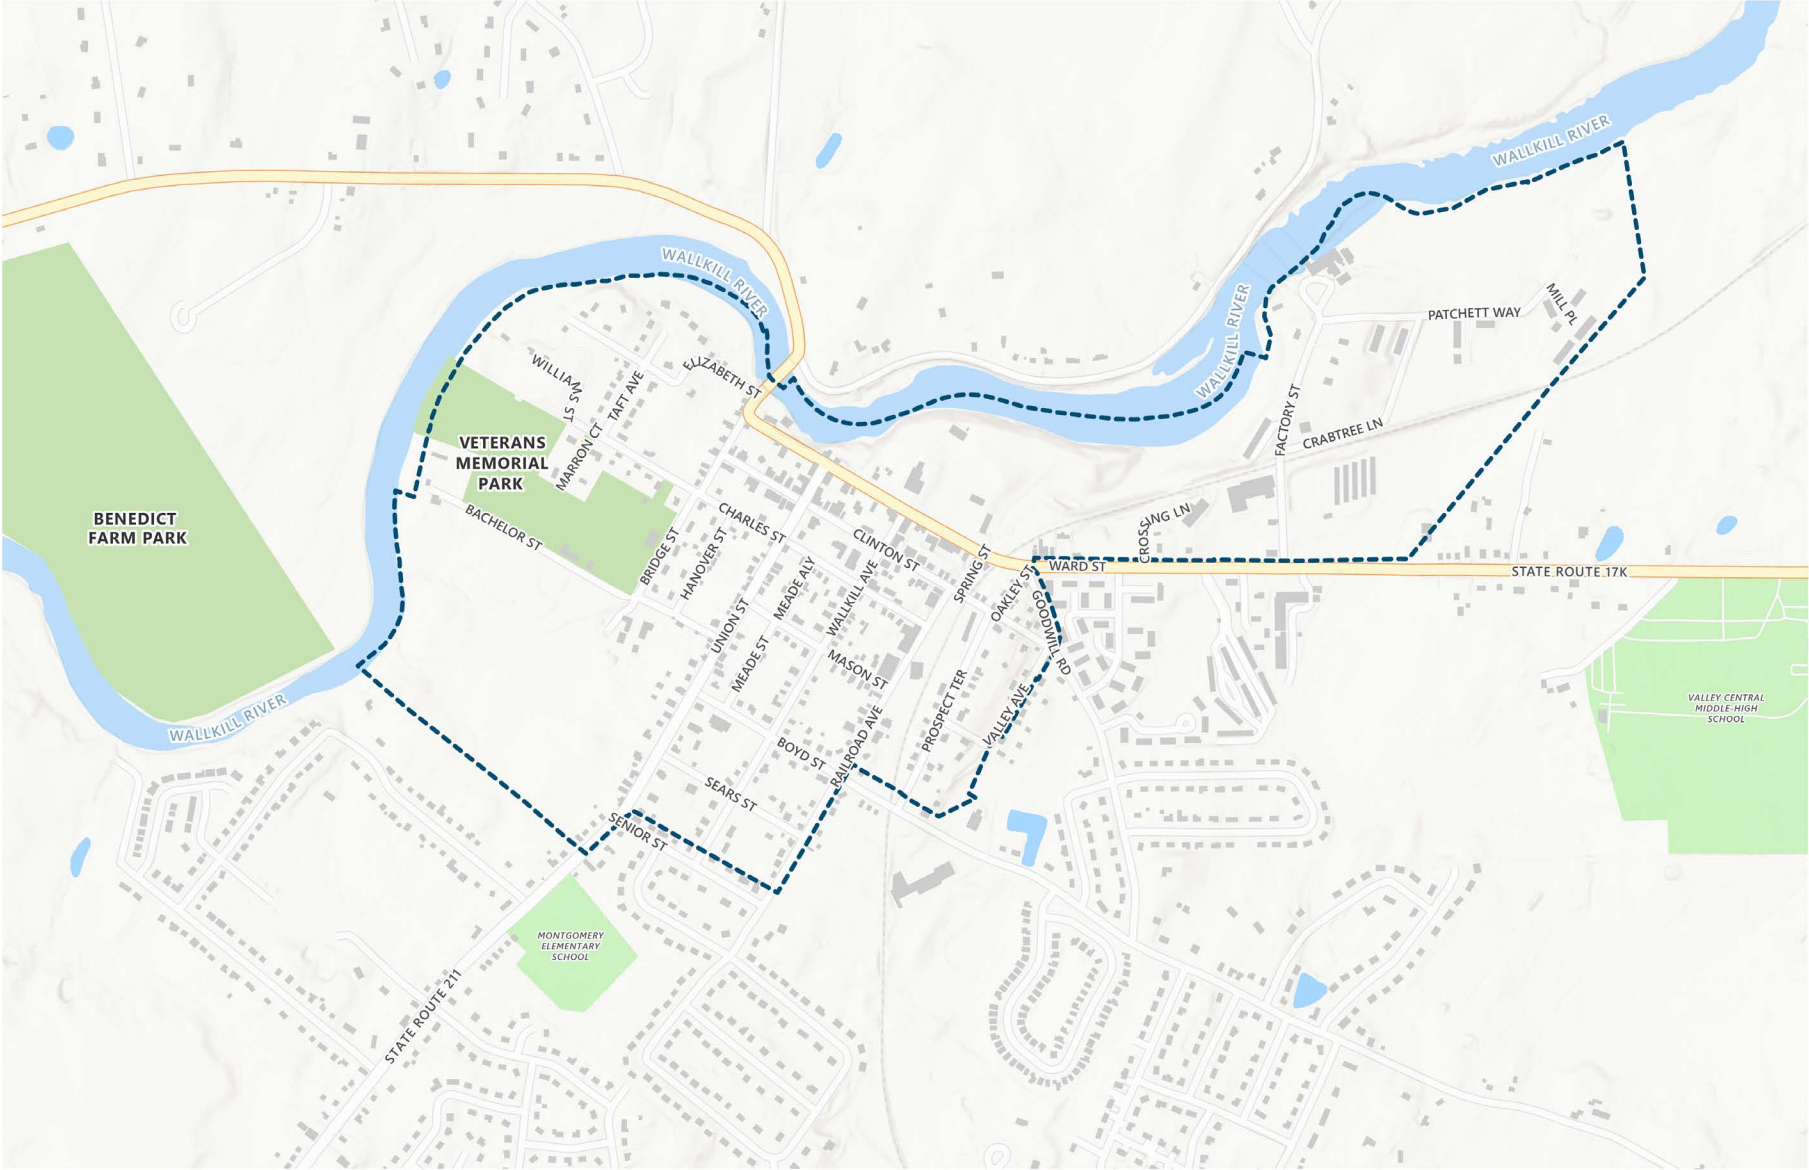 WALLKILL RIVER
WALLKILL RIVER
WALLKILL RIVER
PATCHETT WAY
MILL PL
WILLIAMS ST
TAFT AVE
ELIZABETH ST
FACTORY ST
CRABTREE LN
VETERANS
MEMORIAL
PARK
MARRON CT
BENEDICT
FARM PARK
BACHELOR ST
CHARLES ST
CLINTON ST
CROSSING LN
BRIDGE ST
HANOVER ST
MEADE ALY
WALLKILL AVE
SPRING ST
OAKLEY ST
WARD ST
STATE ROUTE 17K
GOODWILL RD
UNION ST
MEADE ST
MASON ST
PROSPECT TER
VALLEY AVE
WALLKILL RIVER
VALLEY CENTRAL
MIDDLE-HIGH
SCHOOL
BOYD ST
RAILROAD AVE
SEARS ST
SENIOR ST
MONTGOMERY
ELEMENTARY
SCHOOL
STATE ROUTE 211